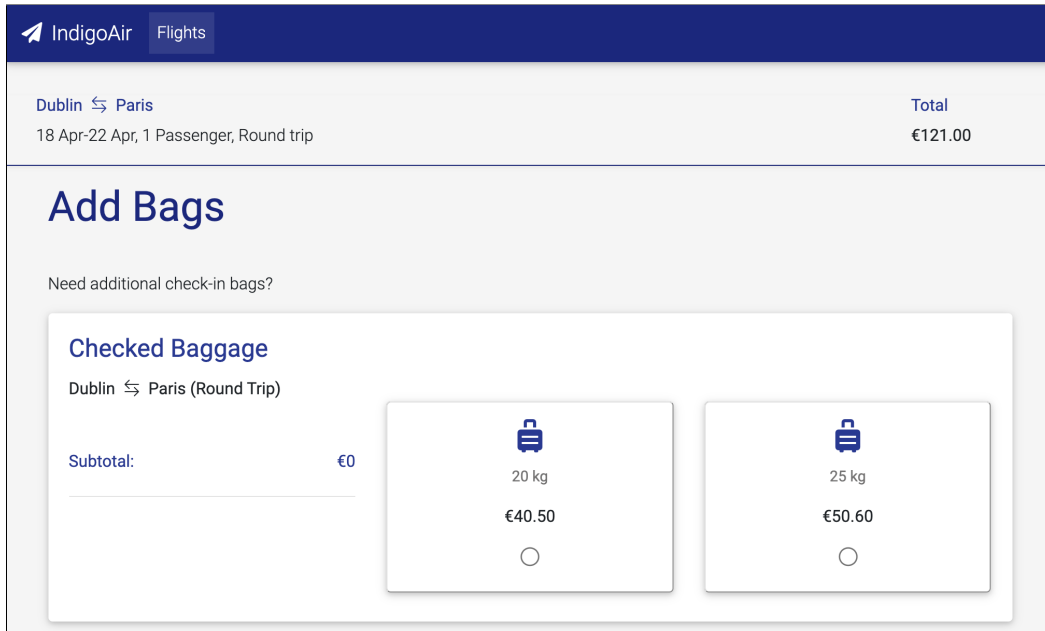 IndigoAir Flights
Dublin ⇆ Paris
Total
18 Apr-22 Apr, 1 Passenger, Round trip
€121.00
Add Bags
Need additional check-in bags?
Checked Baggage
Dublin ⇆ Paris (Round Trip)
Subtotal: €0
20 kg
€40.50
25 kg
€50.60